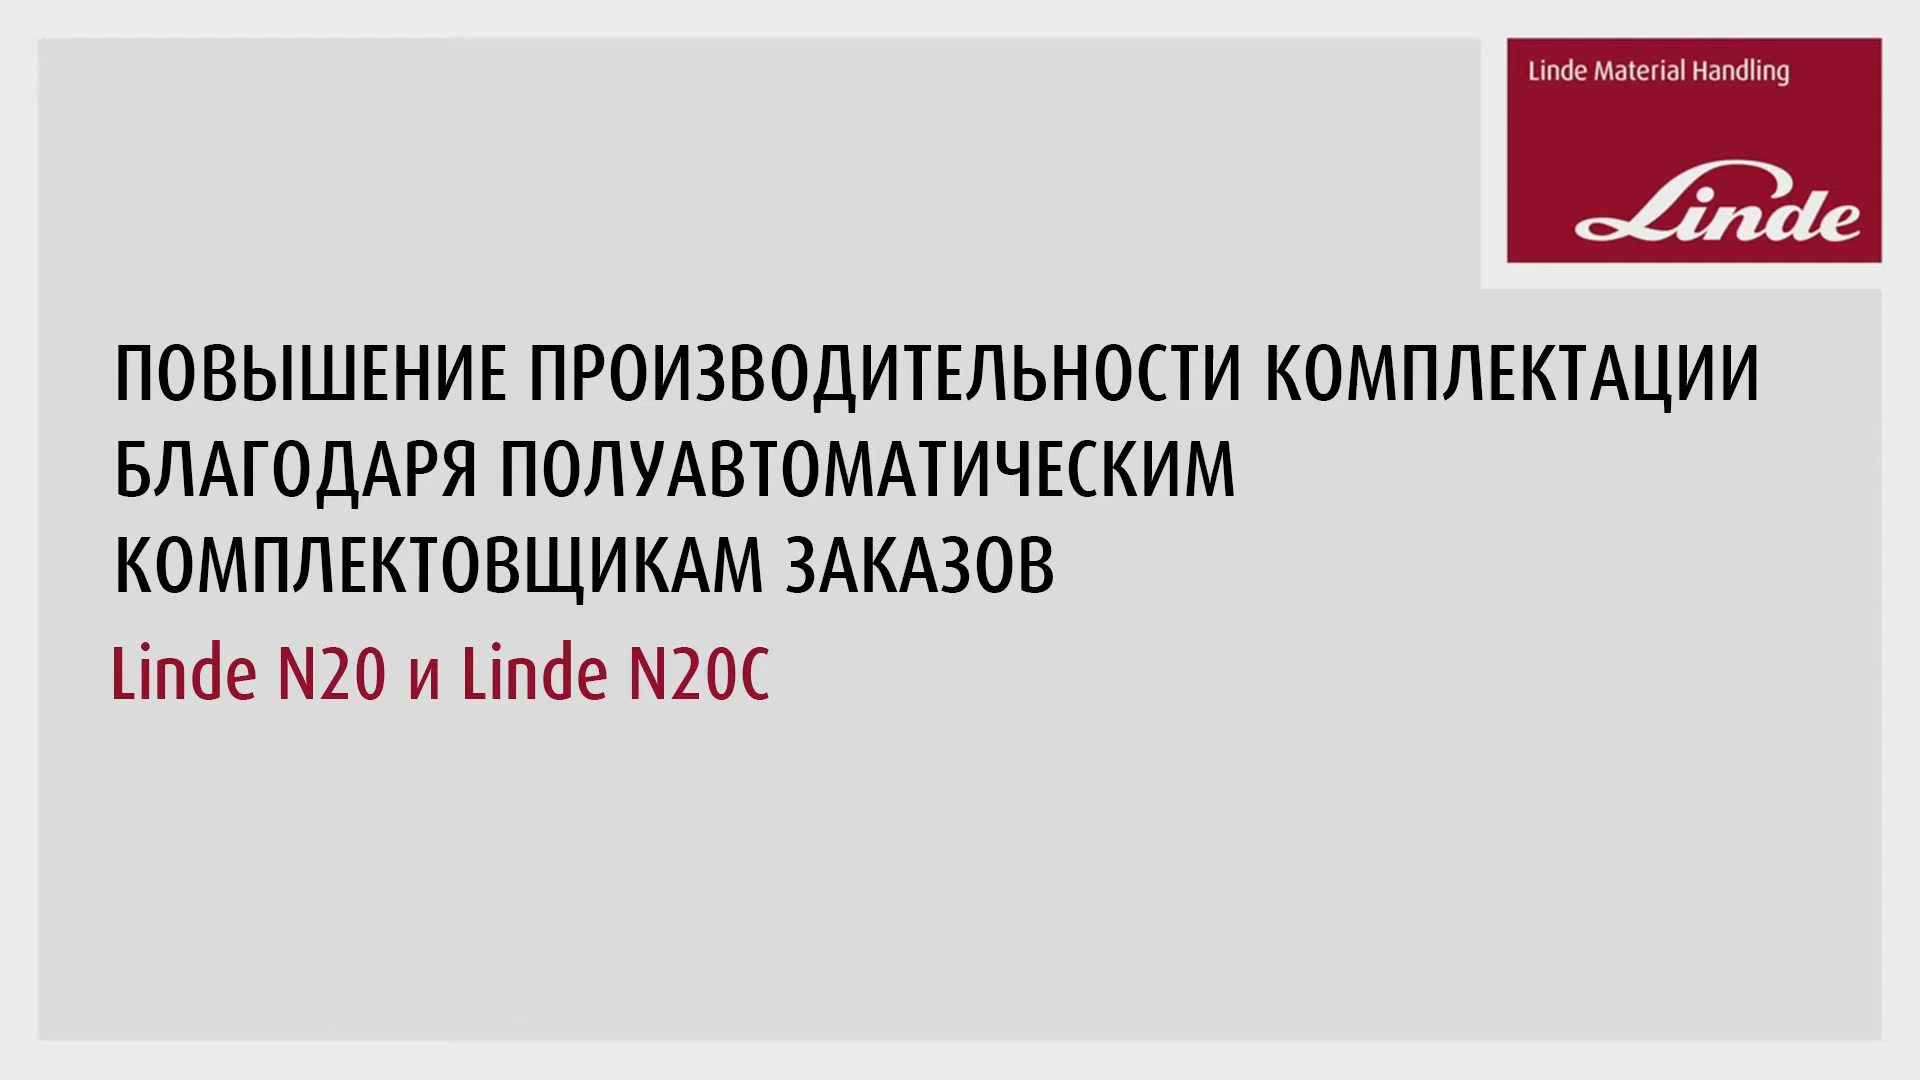 Linde Material Handling
Linde
ПОВЫШЕНИЕ ПРОИЗВОДИТЕЛЬНОСТИ КОМПЛЕКТАЦИИ
БЛАГОДАРЯ ПОЛУАВТОМАТИЧЕСКИМ
КОМПЛЕКТОВЩИКАМ ЗАКАЗОВ
Linde N20 и Linde N20C